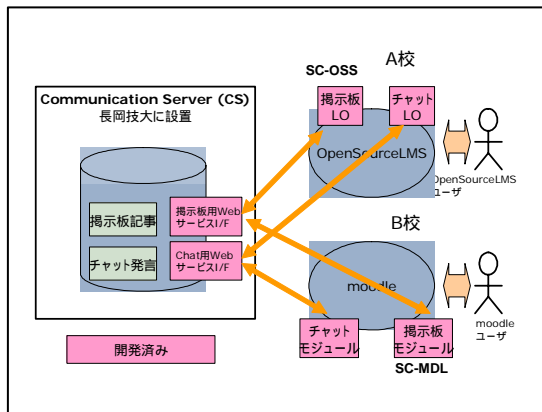 Communication Server (CS)
長岡技大に設置
掲示板記事
掲示板用Web
サービスI/F
チャット発言
Chat用Web
サービスI/F
開発済み
A校
SC-OSS
掲示板
LO
チャット
LO
OpenSourceLMS
OpenSourceLMS
ユーザ
B校
moodle
チャット
モジュール
掲示板
モジュール
SC-MDL
moodle
ユーザ